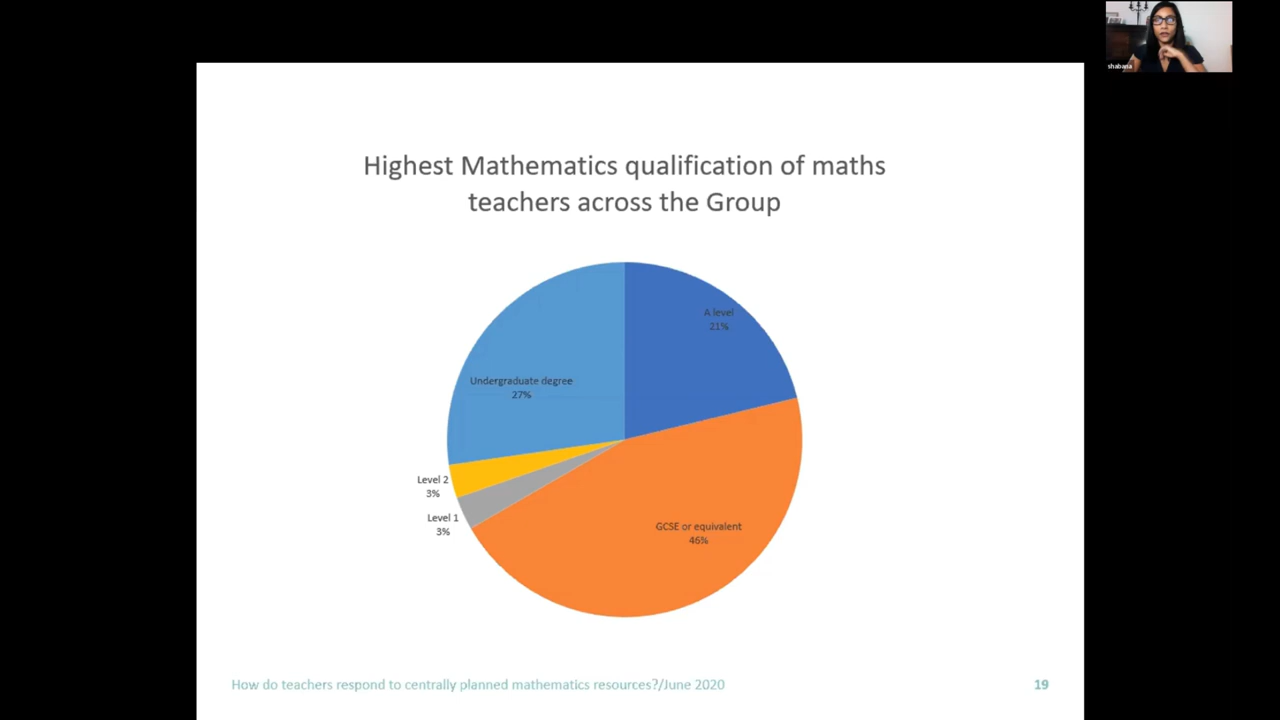 shabana
Highest Mathematics qualification of maths
teachers across the Group
A level
21%
Undergraduate degree
27%
Level 2
3%
Level 1
3%
GCSE or equivalent
46%
How do teachers respond to centrally planned mathematics resources?/June 2020
19